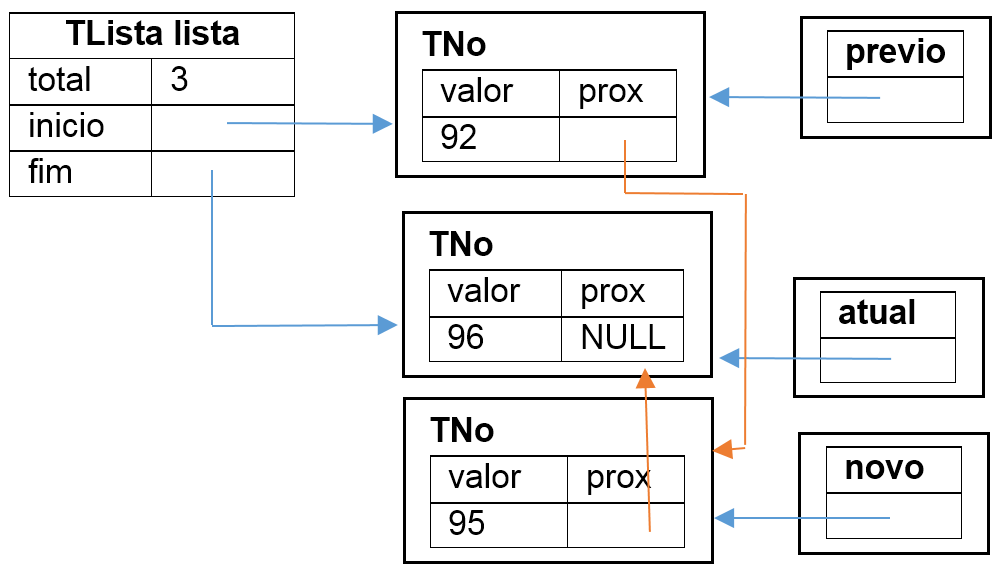 TLista lista
total 3
inicio
fim
TNo
valor prox
92
previo
TNo
valor prox
96 NULL
atual
TNo
valor prox
95
novo